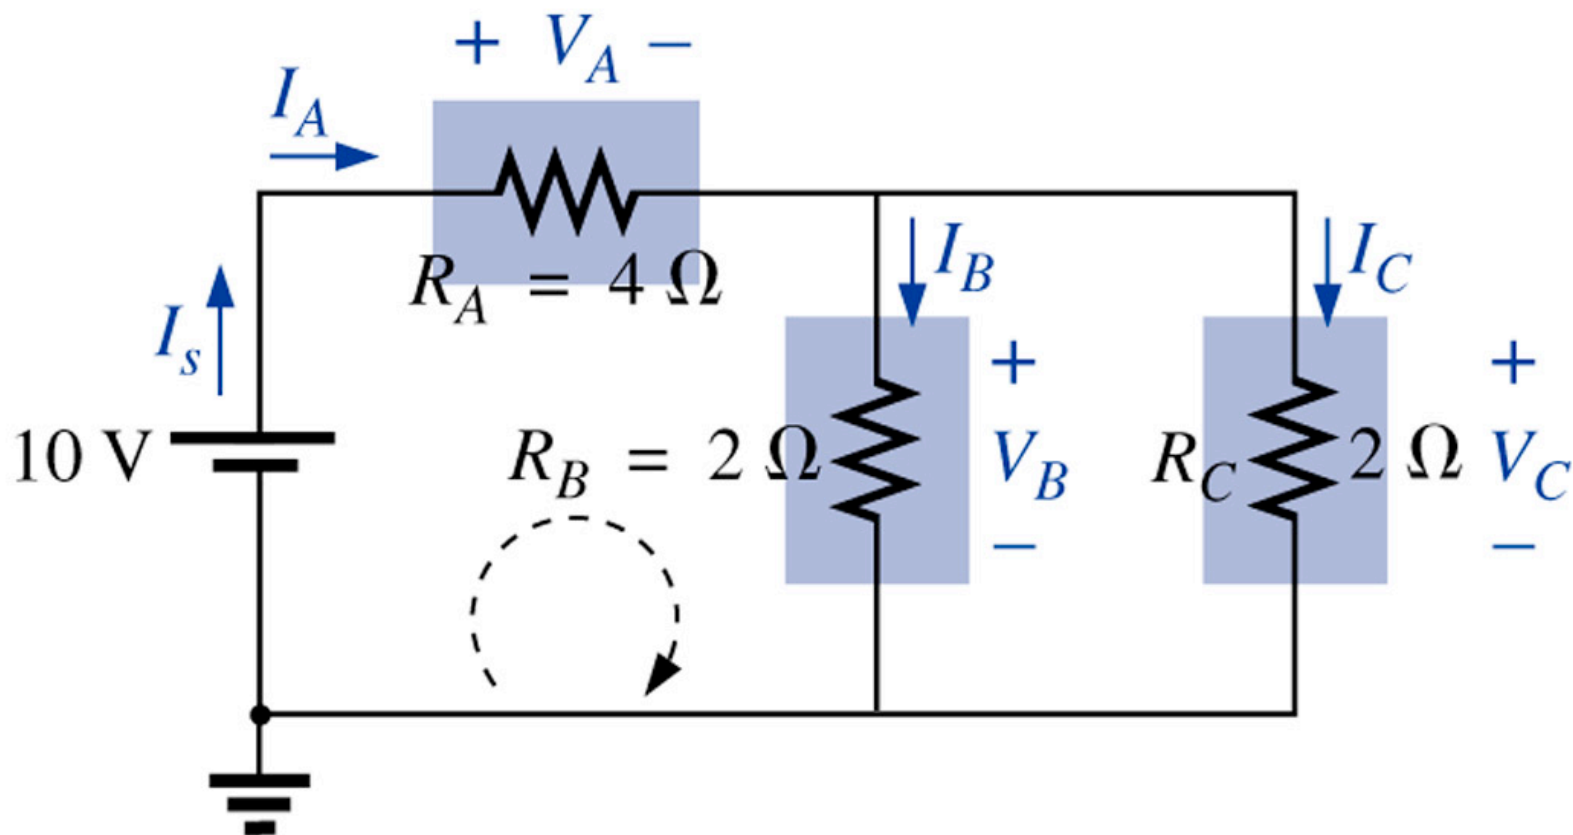 + V_A −
I_A
R_A = 4 Ω
I_s
I_B
I_C
10 V
R_B = 2 Ω
+
V_B
−
R_C
2 Ω
+
V_C
−